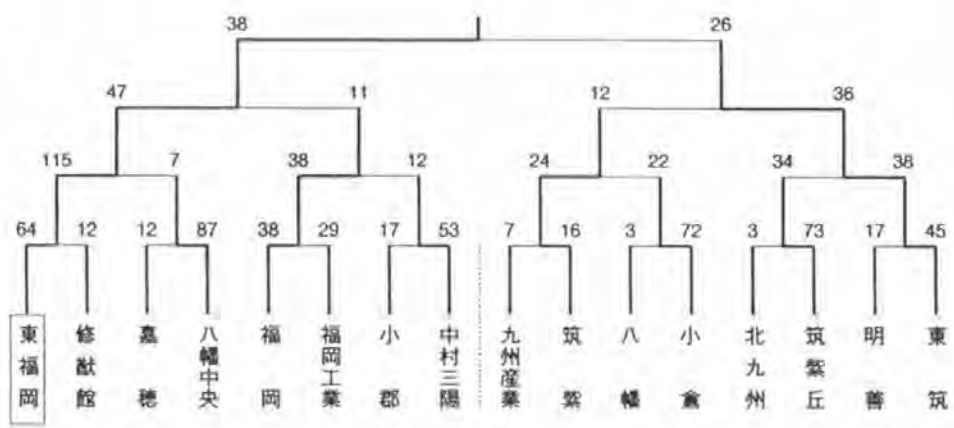 38 26
47 11 12 36
115 7 38 12 24 22 34 38
64 12 12 87 38 29 17 53 7 16 3 72 3 73 17 45
東福岡
修猷館
嘉穂
八幡中央
福岡
福岡工業
小郡
中村三陽
九州産業
筑紫
八幡
小倉
北九州
筑紫丘
明善
東筑